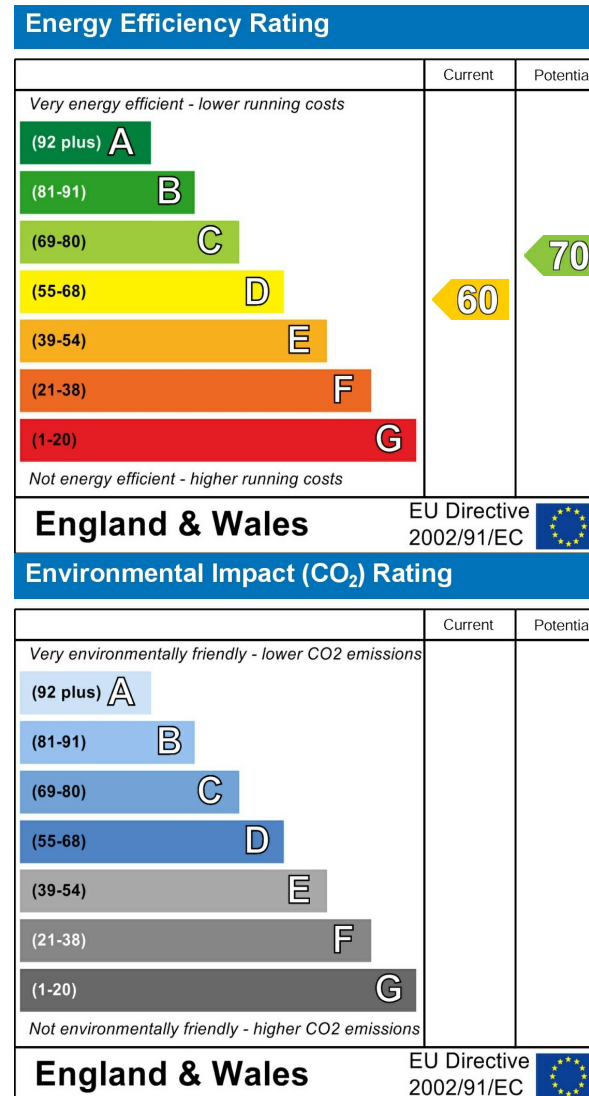 Energy Efficiency Rating
Current Potentia
Very energy efficient - lower running costs
(92 plus) A
(81-91) B
(69-80) C
(55-68) D
(39-54) E
(21-38) F
(1-20) G
60
70
Not energy efficient - higher running costs
England & Wales
EU Directive
2002/91/EC
Environmental Impact (CO₂) Rating
Current Potentia
Very environmentally friendly - lower CO2 emissions
(92 plus) A
(81-91) B
(69-80) C
(55-68) D
(39-54) E
(21-38) F
(1-20) G
Not environmentally friendly - higher CO2 emissions
England & Wales
EU Directive
2002/91/EC